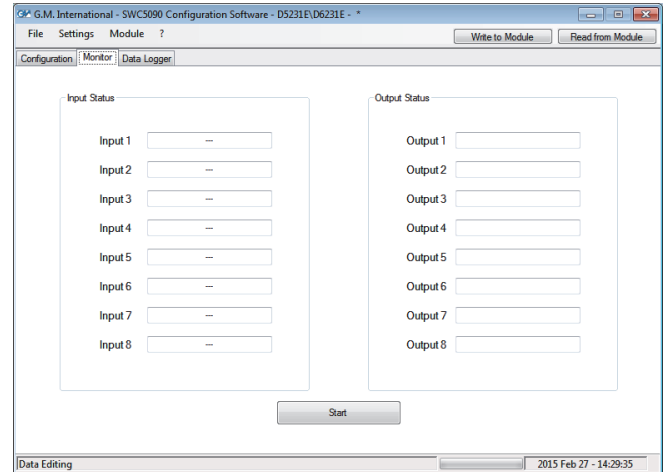 GM G.M. International - SWC5090 Configuration Software - D5231E\D6231E - *
File Settings Module ? Write to Module Read from Module
Configuration Monitor Data Logger
Input Status Output Status
Input 1 --- Output 1
Input 2 --- Output 2
Input 3 --- Output 3
Input 4 --- Output 4
Input 5 --- Output 5
Input 6 --- Output 6
Input 7 --- Output 7
Input 8 --- Output 8
Start
Data Editing 2015 Feb 27 - 14:29:35